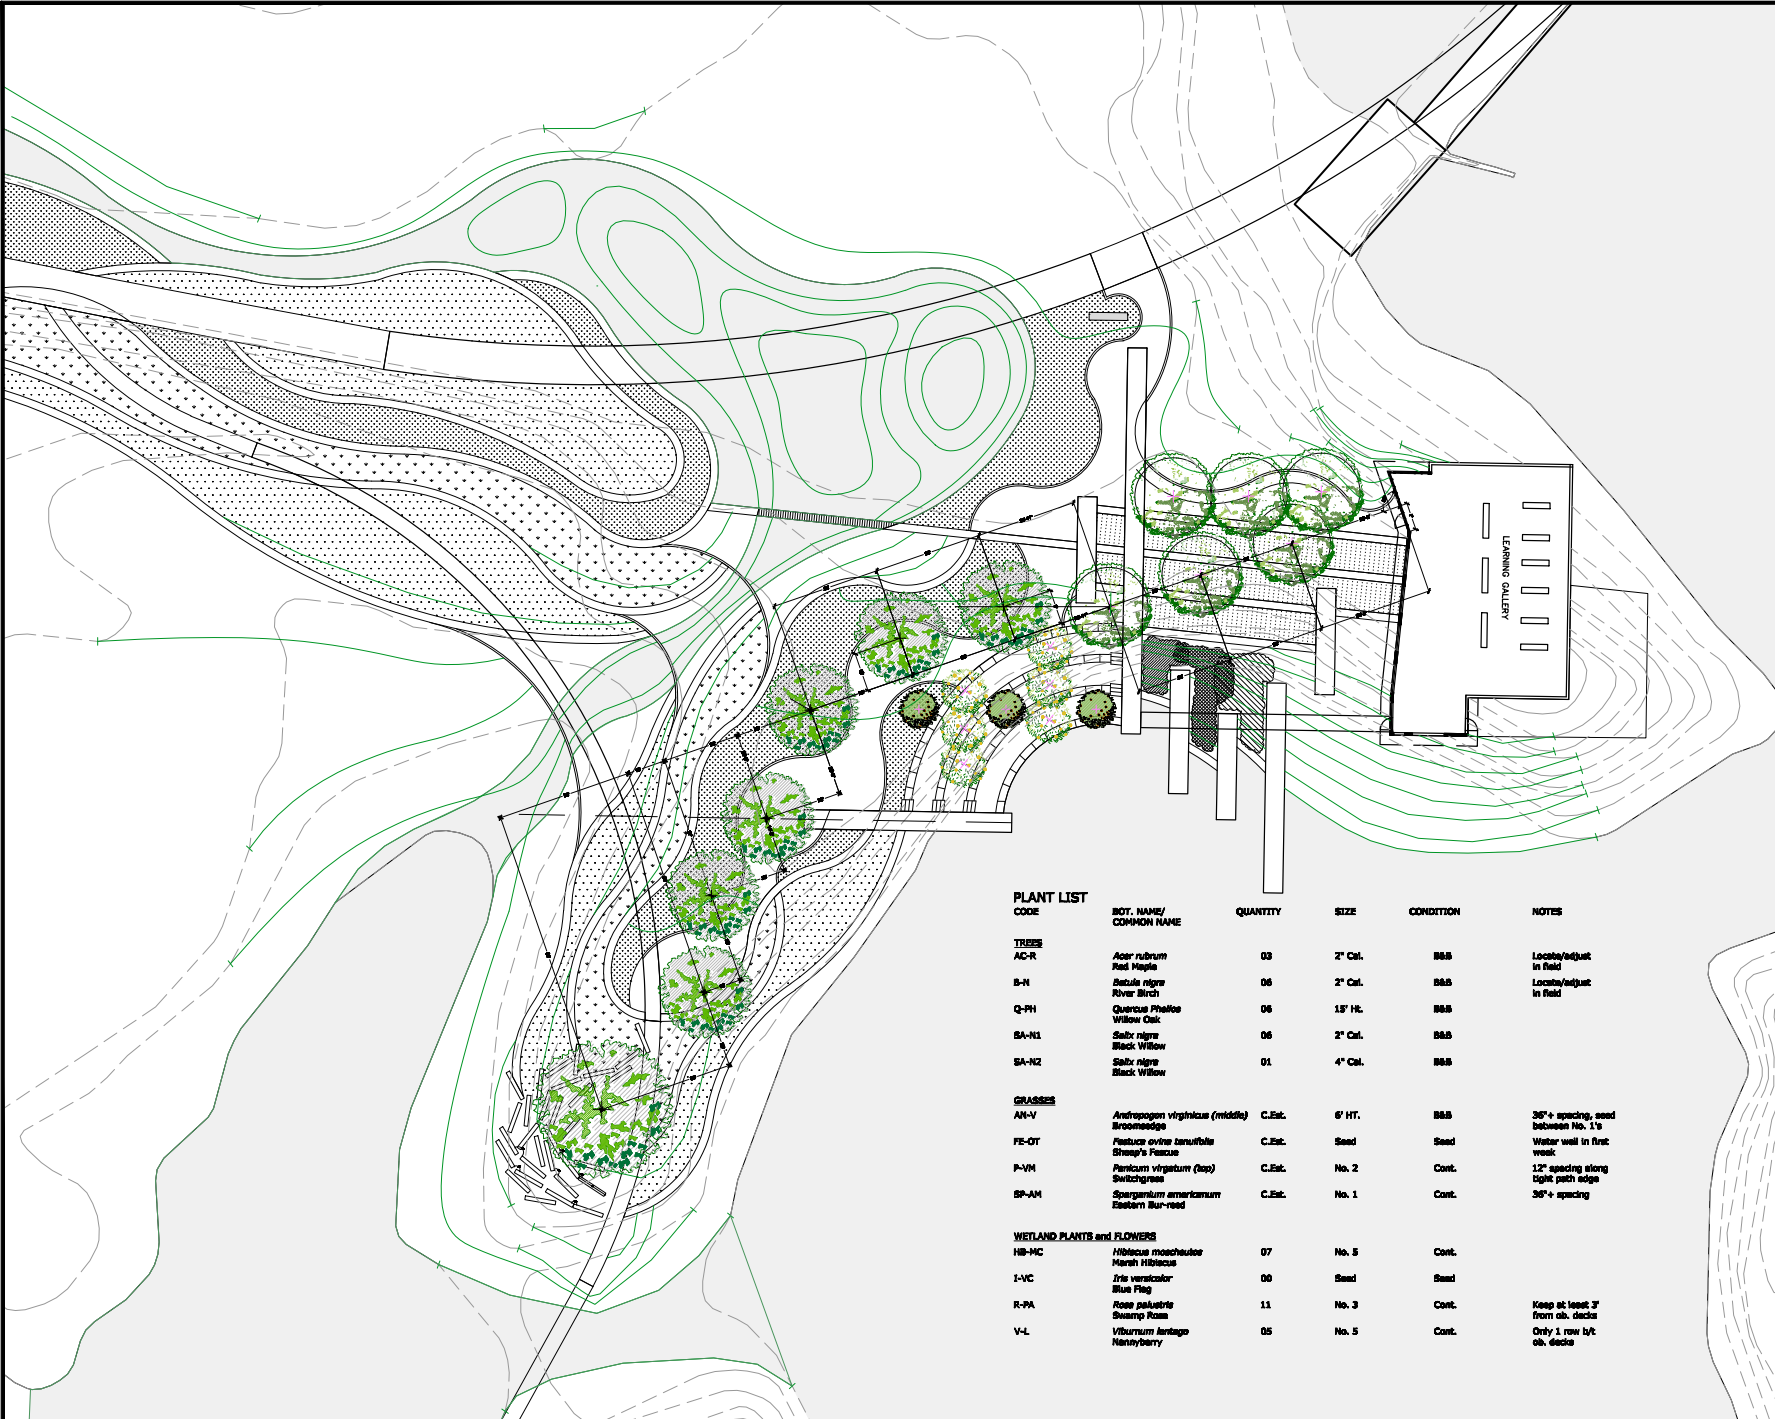 LEARNING GALLERY
PLANT LIST
CODE BOT. NAME/ COMMON NAME QUANTITY SIZE CONDITION NOTES
TREES
AC-R Acer rubrum 03 2" Cal. B&B Locate/adjust
Red Maple in field
B-N Betula nigra 06 2" Cal. B&B Locate/adjust
River Birch in field
Q-PH Quercus Phellos 06 15' Ht. B&B
Willow Oak
SA-N1 Salix nigra 06 2" Cal. B&B
Black Willow
SA-N2 Salix nigra 01 4" Cal. B&B
Black Willow
GRASSES
AN-V Andropogon virginicus (middle) C.Est. 6' HT. B&B 36"+ spacing, seed
Broomsedge between No. 1's
FE-OT Festuca ovina tenuifolia C.Est. Seed Seed Water well in first
Sheep's Fescue week
P-VM Panicum virgatum (top) C.Est. No. 2 Cont. 12" spacing along
Switchgrass tight path edge
SP-AM Sparganium americanum C.Est. No. 1 Cont. 36"+ spacing
Eastern Bur-reed
WETLAND PLANTS and FLOWERS
HB-MC Hibiscus moscheutos 07 No. 5 Cont.
Marsh Hibiscus
I-VC Iris versicolor 00 Seed Seed
Blue Flag
R-PA Rosa palustris 11 No. 3 Cont. Keep at least 3'
Swamp Rose from ob. decks
V-L Viburnum lentago 05 No. 5 Cont. Only 1 row b/t
Nannyberry ob. decks